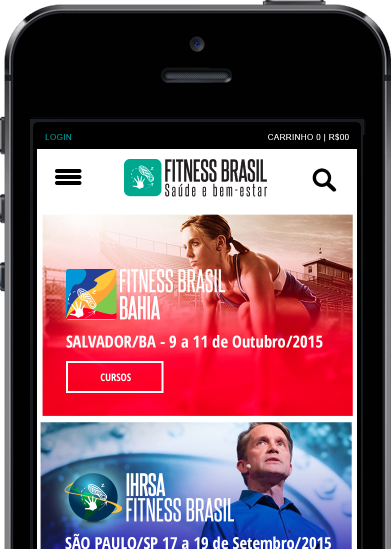 LOGIN
CARRINHO 0 | R$00
FITNESS BRASIL
Saúde e bem-estar
FITNESS BRASIL
BAHIA
SALVADOR/BA - 9 a 11 de Outubro/2015
CURSOS
IHRSA
FITNESS BRASIL
SÃO PAULO/SP 17 a 19 de Setembro/2015